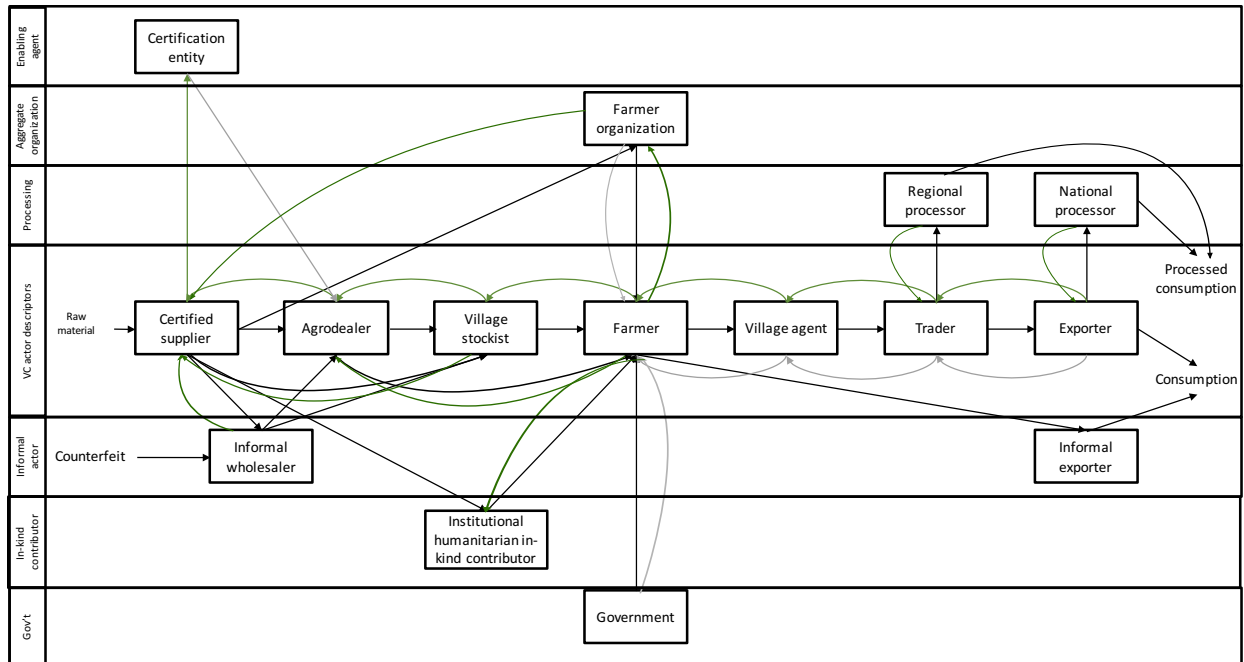 Enabling
agent
Certification
entity
Aggregate
organization
Farmer
organization
Processing
Regional
processor
National
processor
VC actor descriptors
Processed
consumption
Raw
material
Certified
supplier
Agrodealer
Village
stockist
Farmer
Village agent
Trader
Exporter
Consumption
Informal
actor
Counterfeit
Informal
wholesaler
Informal
exporter
In-kind
contributor
Institutional
humanitarian in-
kind contributor
Gov't
Government